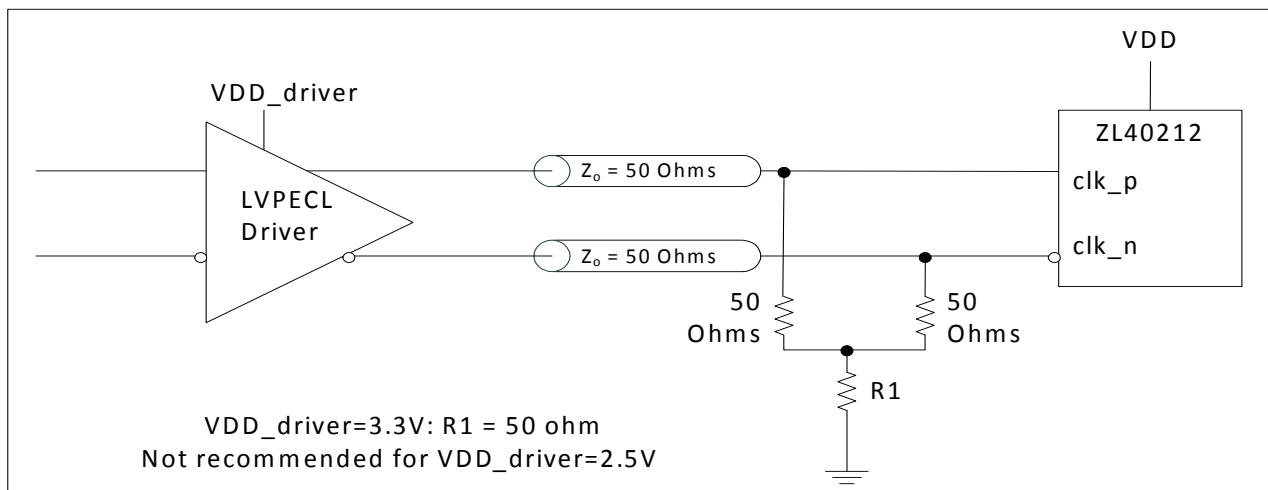 VDD
VDD_driver
ZL40212
Zo = 50 Ohms
clk_p
LVPECL
Driver
clk_n
Zo = 50 Ohms
50
Ohms
50
Ohms
R1
VDD_driver=3.3V: R1 = 50 ohm
Not recommended for VDD_driver=2.5V